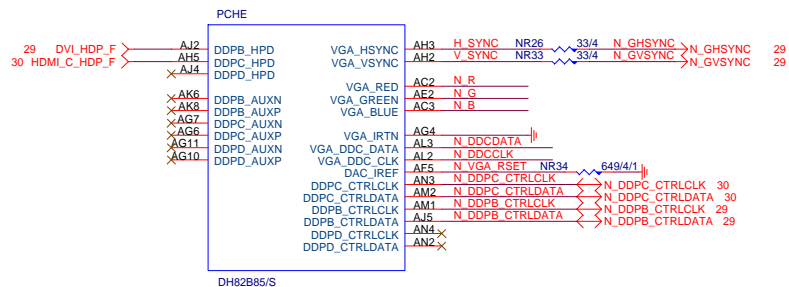 PCHE
29 DVI_HDP_F AJ2 DDPB_HPD VGA_HSYNC AH3 H_SYNC NR26 33/4 N_GHSYNC N_GHSYNC 29
30 HDMI_C_HDP_F AH5 DDPC_HPD VGA_VSYNC AH2 V_SYNC NR33 33/4 N_GVSYNC N_GVSYNC 29
AJ4 DDPD_HPD
VGA_RED AC2 N_R
AK6 DDPB_AUXN VGA_GREEN AE2 N_G
AK8 DDPB_AUXP VGA_BLUE AC3 N_B
AG7 DDPC_AUXN
AG6 DDPC_AUXP VGA_IRTN AG4
AG11 DDPD_AUXN VGA_DDC_DATA AL3 N_DDCDATA
AG10 DDPD_AUXP VGA_DDC_CLK AL2 N_DDCCLK
DAC_IREF AF5 N_VGA_RSET NR34 649/4/1
DDPC_CTRLCLK AN3 N_DDPC_CTRLCLK N_DDPC_CTRLCLK 30
DDPC_CTRLDATA AM2 N_DDPC_CTRLDATA N_DDPC_CTRLDATA 30
DDPB_CTRLCLK AM1 N_DDPB_CTRLCLK N_DDPB_CTRLCLK 29
DDPB_CTRLDATA AJ5 N_DDPB_CTRLDATA N_DDPB_CTRLDATA 29
DDPD_CTRLCLK AN4
DDPD_CTRLDATA AN2
DH82B85/S